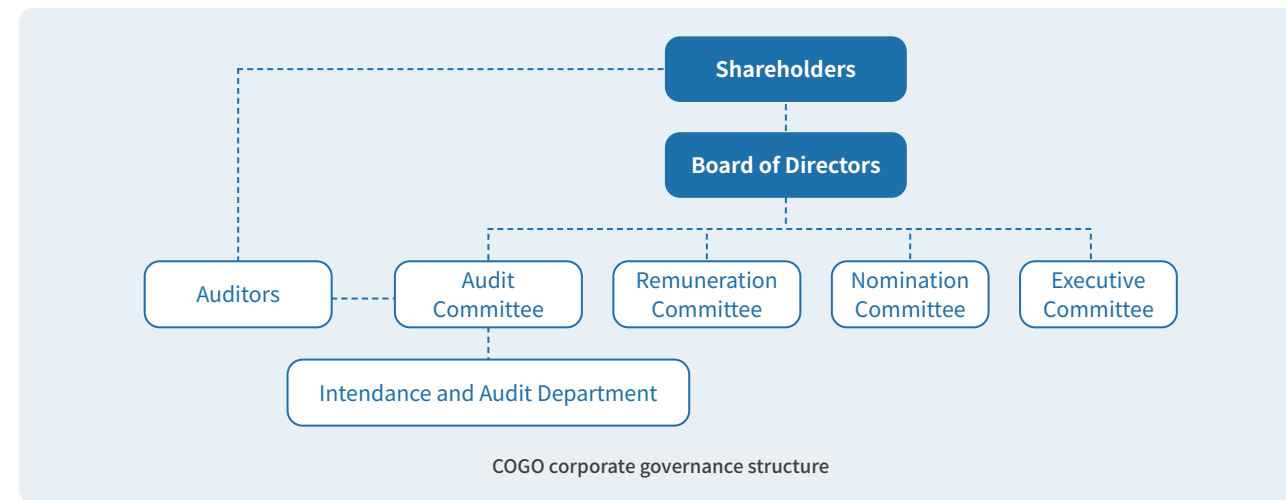 Shareholders
Board of Directors
Auditors
Audit
Committee
Remuneration
Committee
Nomination
Committee
Executive
Committee
Intendance and Audit Department
COGO corporate governance structure